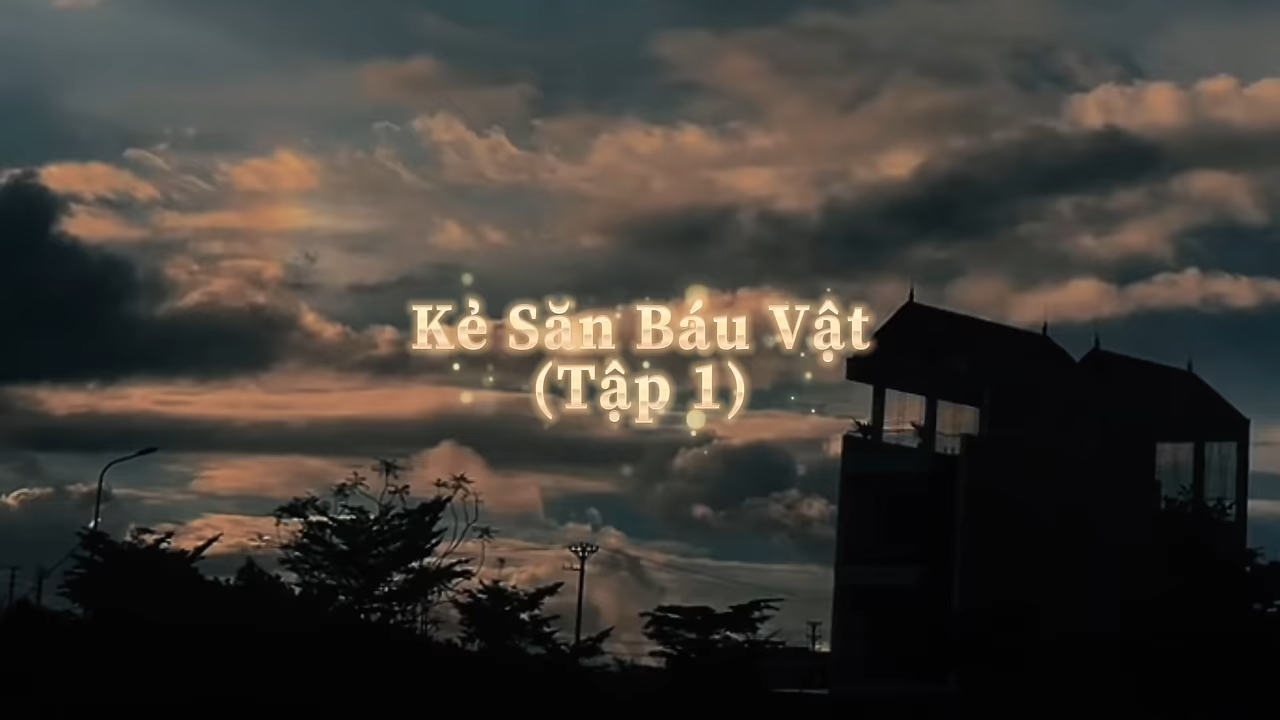 Kẻ Săn Báu Vật
(Tập 1)